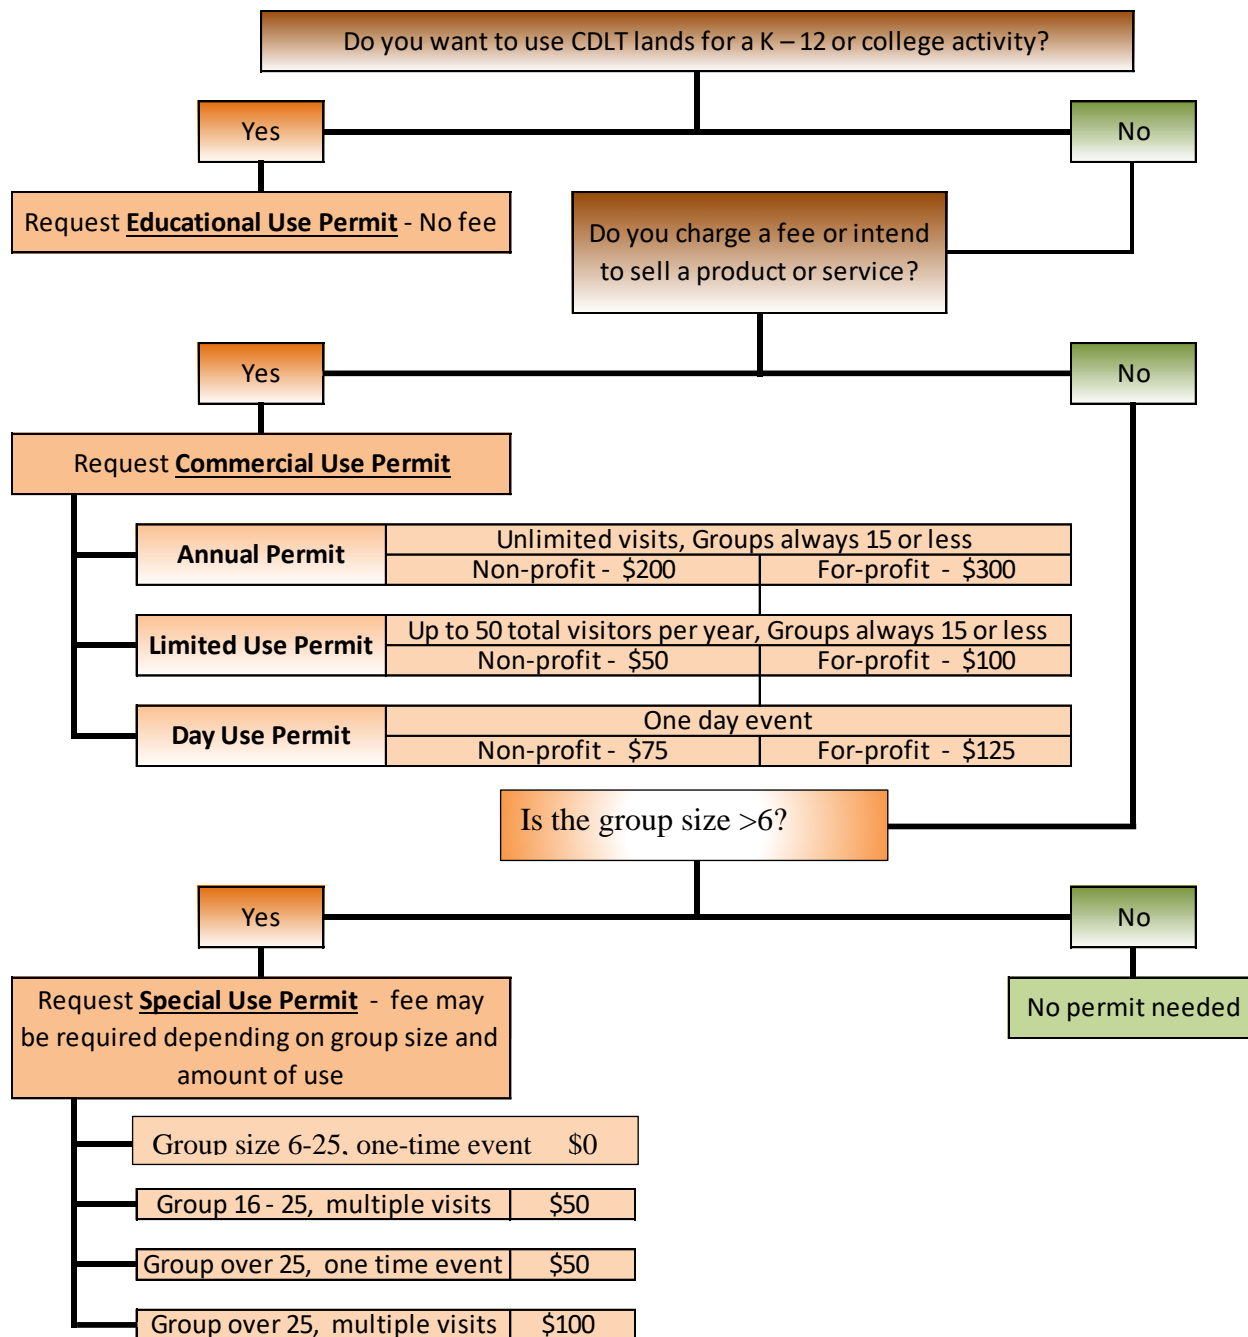 Do you want to use CDLT lands for a K – 12 or college activity?
Yes
No
Request Educational Use Permit - No fee
Do you charge a fee or intend
to sell a product or service?
Yes
No
Request Commercial Use Permit
Annual Permit
Unlimited visits, Groups always 15 or less
Non-profit - $200
For-profit - $300
Limited Use Permit
Up to 50 total visitors per year, Groups always 15 or less
Non-profit - $50
For-profit - $100
Day Use Permit
One day event
Non-profit - $75
For-profit - $125
Is the group size >6?
Yes
No
Request Special Use Permit - fee may
be required depending on group size and
amount of use
No permit needed
Group size 6-25, one-time event $0
Group 16 - 25, multiple visits $50
Group over 25, one time event $50
Group over 25, multiple visits $100